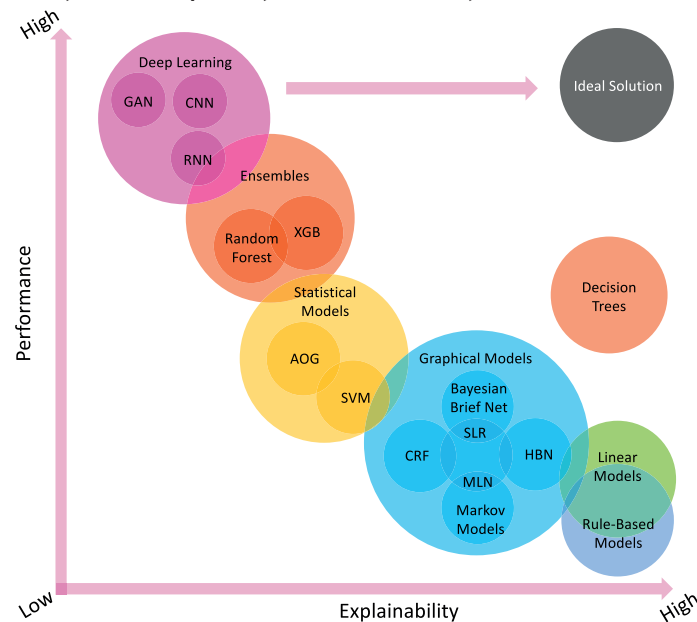 High
Deep Learning
GAN
CNN
RNN
Ideal Solution
Ensembles
Random
Forest
XGB
Decision
Trees
Statistical
Models
AOG
SVM
Graphical Models
Bayesian
Brief Net
SLR
CRF
HBN
MLN
Markov
Models
Linear
Models
Rule-Based
Models
Performance
Low
Explainability
High